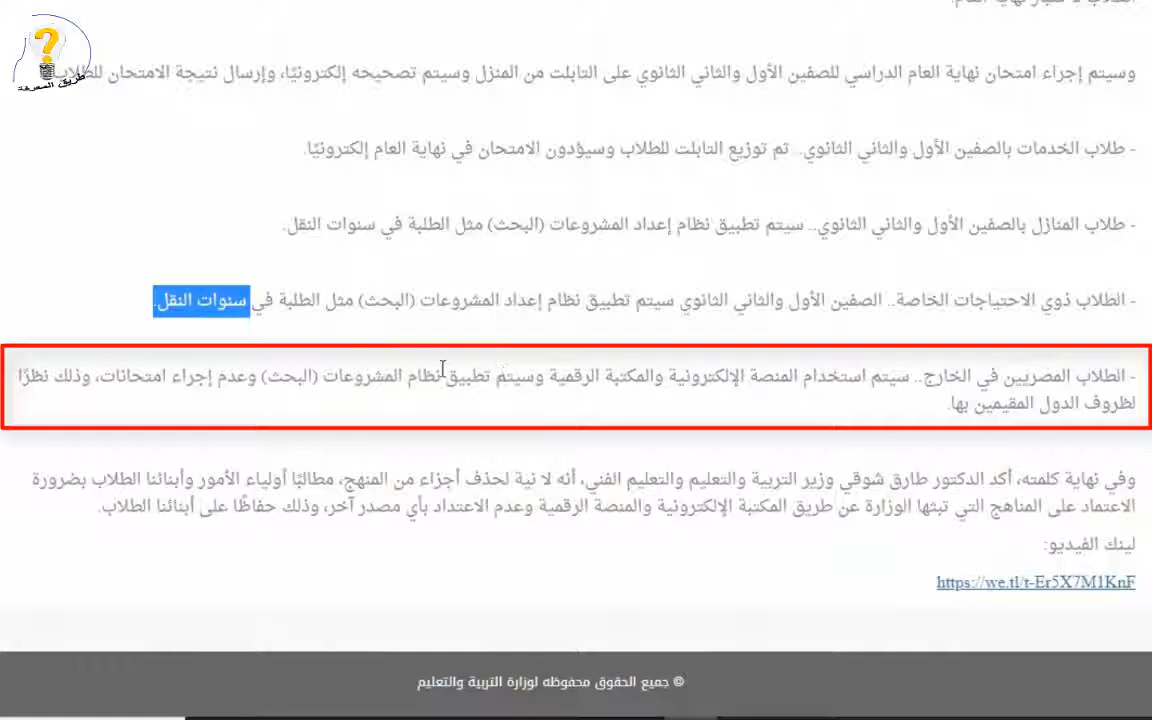 الطلاب لاختبار نهاية العام.
طريق المعرفة
وسيتم إجراء امتحان نهاية العام الدراسي للصفين الأول والثاني الثانوي على التابلت من المنزل وسيتم تصحيحه إلكترونيًا، وإرسال نتيجة الامتحان للطلاب
- طلاب الخدمات بالصفين الأول والثاني الثانوي.. تم توزيع التابلت للطلاب وسيؤدون الامتحان في نهاية العام إلكترونيًا.
- طلاب المنازل بالصفين الأول والثاني الثانوي.. سيتم تطبيق نظام إعداد المشروعات (البحث) مثل الطلبة في سنوات النقل.
- الطلاب ذوي الاحتياجات الخاصة.. الصفين الأول والثاني الثانوي سيتم تطبيق نظام إعداد المشروعات (البحث) مثل الطلبة في سنوات النقل.
- الطلاب المصريين في الخارج.. سيتم استخدام المنصة الإلكترونية والمكتبة الرقمية وسيتم تطبيق نظام المشروعات (البحث) وعدم إجراء امتحانات، وذلك نظرًا
لظروف الدول المقيمين بها.
وفي نهاية كلمته، أكد الدكتور طارق شوقي وزير التربية والتعليم والتعليم الفني، أنه لا نية لحذف أجزاء من المنهج، مطالبًا أولياء الأمور وأبنائنا الطلاب بضرورة
الاعتماد على المناهج التي تبثها الوزارة عن طريق المكتبة الإلكترونية والمنصة الرقمية وعدم الاعتداد بأي مصدر آخر، وذلك حفاظًا على أبنائنا الطلاب.
لينك الفيديو:
https://we.tl/t-Er5X7M1KnF
© جميع الحقوق محفوظه لوزارة التربية والتعليم